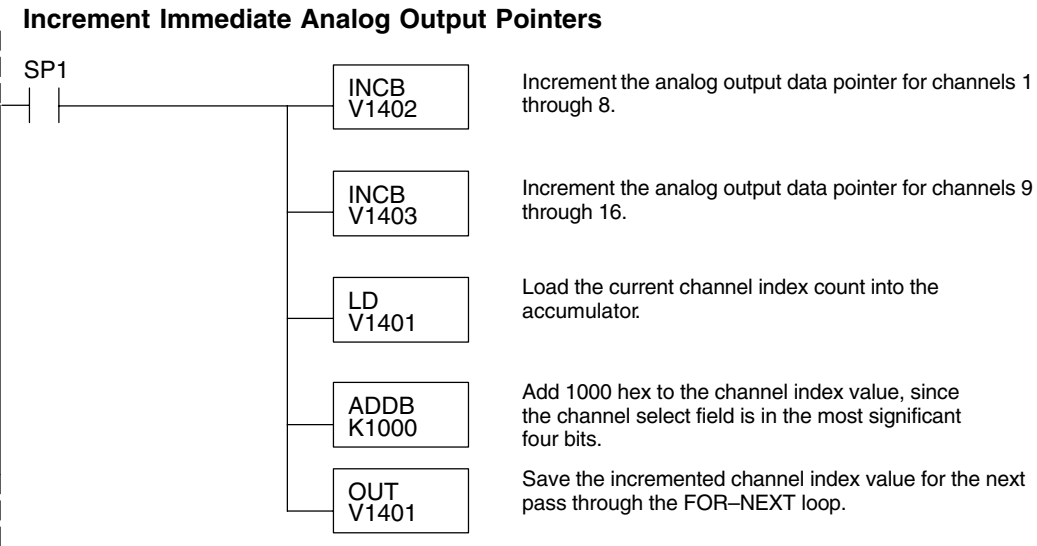 Increment Immediate Analog Output Pointers
SP1
INCB
V1402
Increment the analog output data pointer for channels 1
through 8.
INCB
V1403
Increment the analog output data pointer for channels 9
through 16.
LD
V1401
Load the current channel index count into the
accumulator.
ADDB
K1000
Add 1000 hex to the channel index value, since
the channel select field is in the most significant
four bits.
OUT
V1401
Save the incremented channel index value for the next
pass through the FOR–NEXT loop.